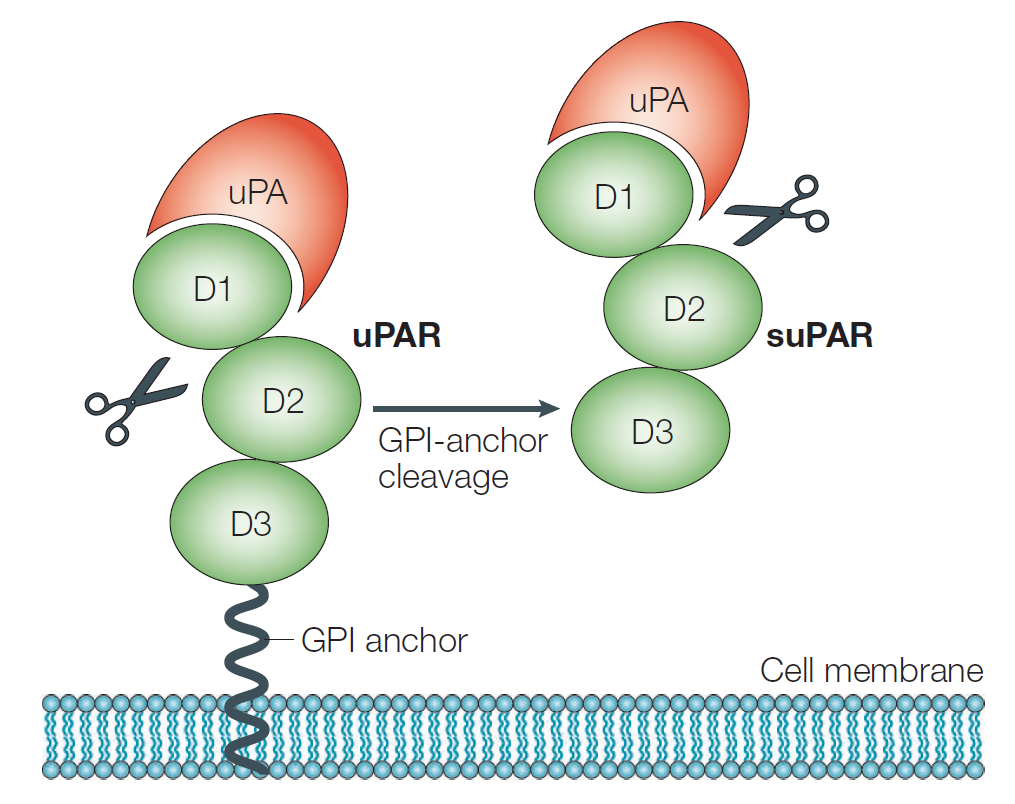 uPA
D1
uPAR
D2
D3
GPI anchor
GPI-anchor
cleavage
uPA
D1
D2
suPAR
D3
Cell membrane